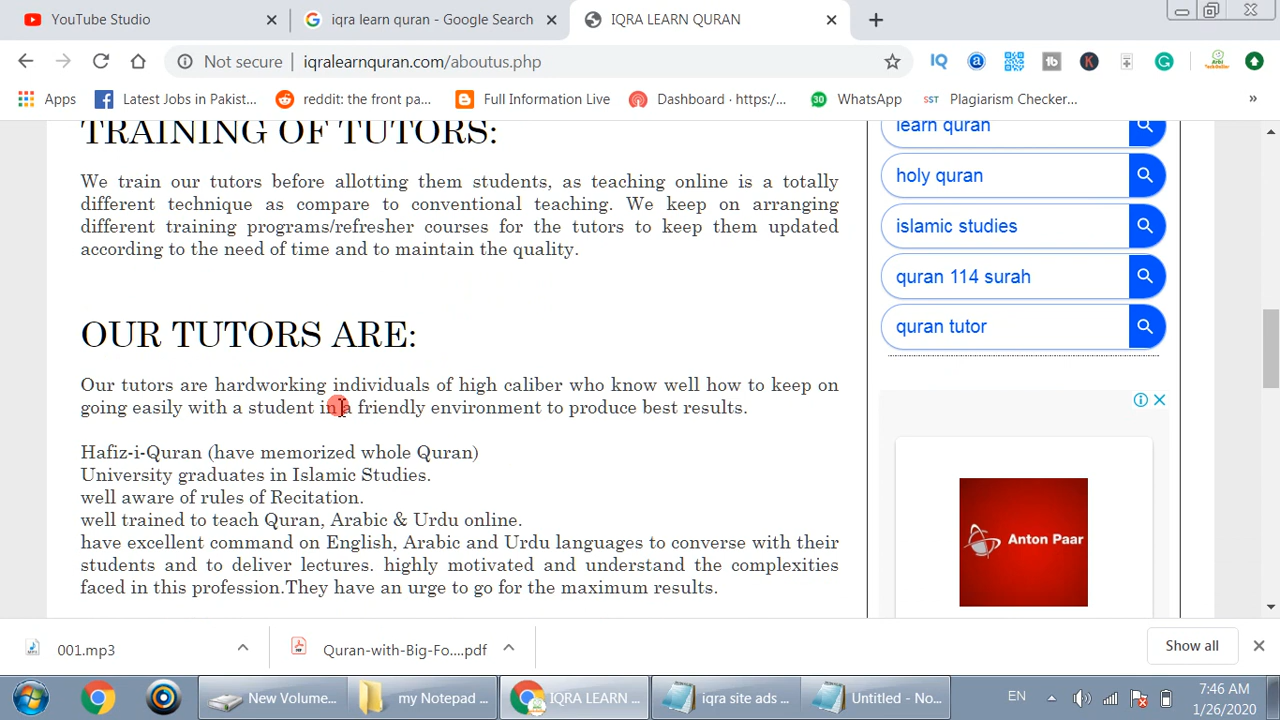 YouTube Studio
iqra learn quran - Google Search
IQRA LEARN QURAN
Not secure
iqralearnquran.com/aboutus.php
Apps
Latest Jobs in Pakist...
reddit: the front pa...
Full Information Live
Dashboard · https:/...
30
WhatsApp
SST
Plagiarism Checker...
»
TRAINING OF TUTORS:
We train our tutors before allotting them students, as teaching online is a totally
different technique as compare to conventional teaching. We keep on arranging
different training programs/refresher courses for the tutors to keep them updated
according to the need of time and to maintain the quality.
OUR TUTORS ARE:
Our tutors are hardworking individuals of high caliber who know well how to keep on
going easily with a student in a friendly environment to produce best results.
Hafiz-i-Quran (have memorized whole Quran)
University graduates in Islamic Studies.
well aware of rules of Recitation.
well trained to teach Quran, Arabic & Urdu online.
have excellent command on English, Arabic and Urdu languages to converse with their
students and to deliver lectures. highly motivated and understand the complexities
faced in this profession.They have an urge to go for the maximum results.
learn quran
holy quran
islamic studies
quran 114 surah
quran tutor
Anton Paar
001.mp3
Quran-with-Big-Fo....pdf
Show all
New Volume...
my Notepad ...
IQRA LEARN ...
iqra site ads ...
Untitled - No...
EN
7:46 AM
1/26/2020